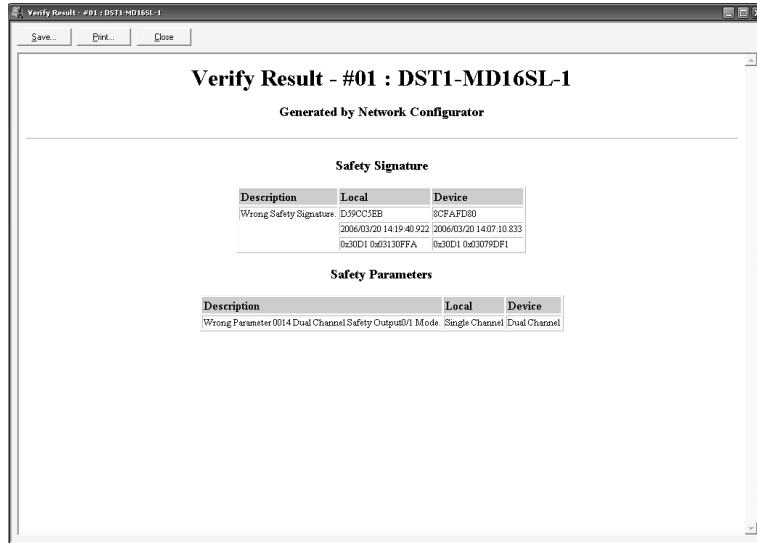 Verify Result - #01 : DST1-MD16SL-1
Save... Print... Close
Verify Result - #01 : DST1-MD16SL-1
Generated by Network Configurator
Safety Signature
Description Local Device
Wrong Safety Signature. D59CC5EB 8CFAFD80
2006/03/20 14:19:40.922 2006/03/20 14:07:10.833
0x30D1 0x03130FFA 0x30D1 0x03079DF1
Safety Parameters
Description Local Device
Wrong Parameter 0014 Dual Channel Safety Output0/1 Mode. Single Channel Dual Channel